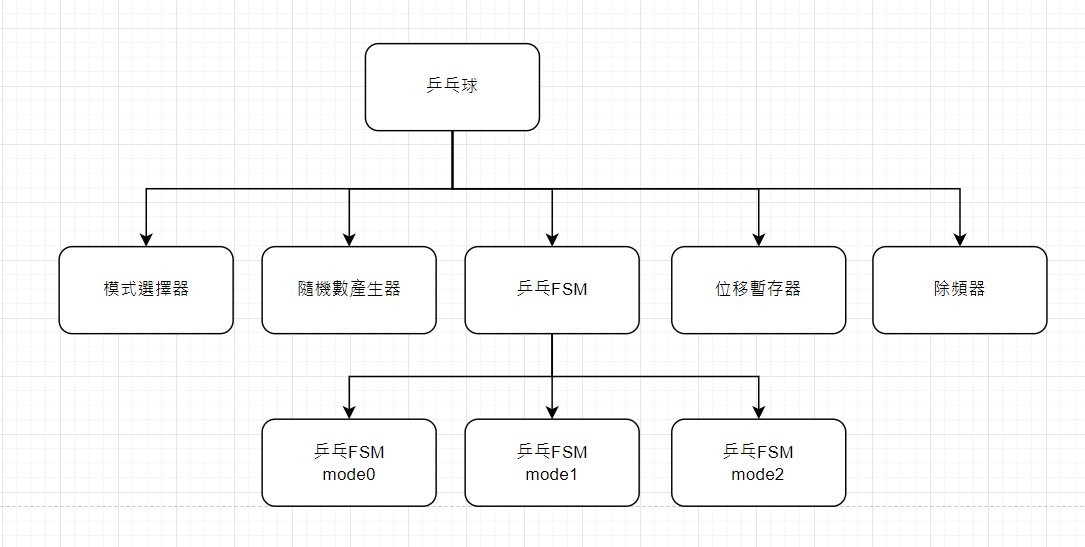 乒乓球
模式選擇器
隨機數產生器
乒乓FSM
位移暫存器
除頻器
乒乓FSM
mode0
乒乓FSM
mode1
乒乓FSM
mode2